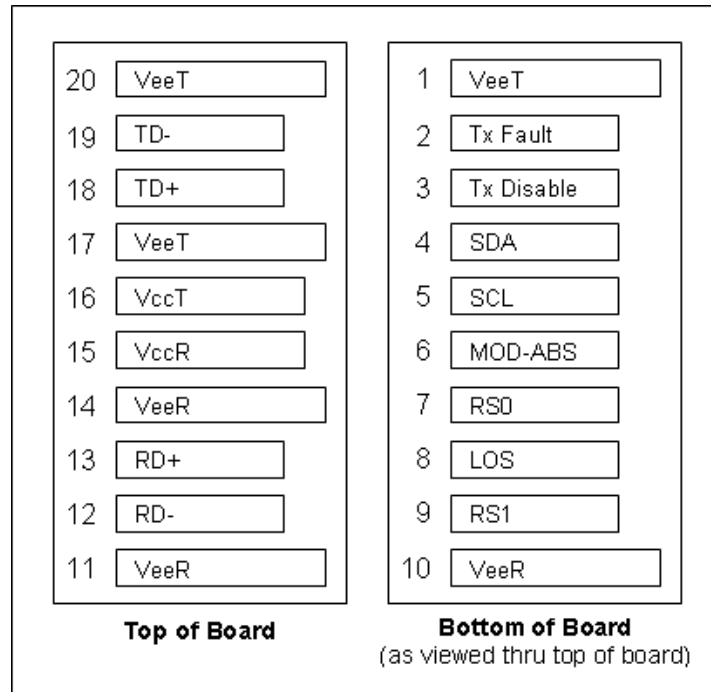 20 VeeT
19 TD-
18 TD+
17 VeeT
16 VccT
15 VccR
14 VeeR
13 RD+
12 RD-
11 VeeR
Top of Board
1 VeeT
2 Tx Fault
3 Tx Disable
4 SDA
5 SCL
6 MOD-ABS
7 RS0
8 LOS
9 RS1
10 VeeR
Bottom of Board
(as viewed thru top of board)